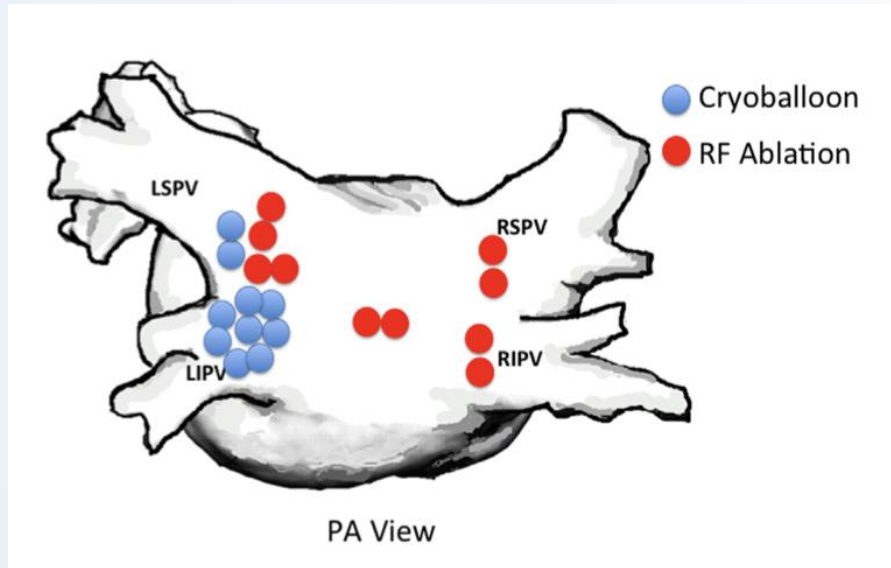 Cryoballoon
RF Ablation
LSPV
RSPV
LIPV
RIPV
PA View